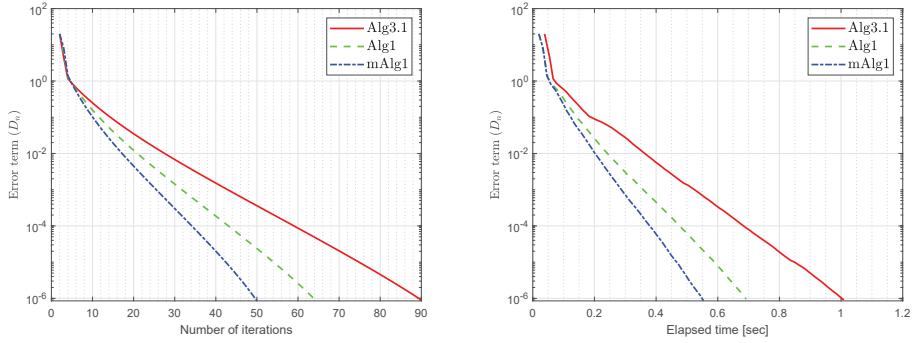 10^2
10^0
10^-2
10^-4
10^-6
Error term (D_n)
Alg3.1
Alg1
mAlg1
0 10 20 30 40 50 60 70 80 90
Number of iterations
10^2
10^0
10^-2
10^-4
10^-6
Error term (D_n)
Alg3.1
Alg1
mAlg1
0 0.2 0.4 0.6 0.8 1 1.2
Elapsed time [sec]